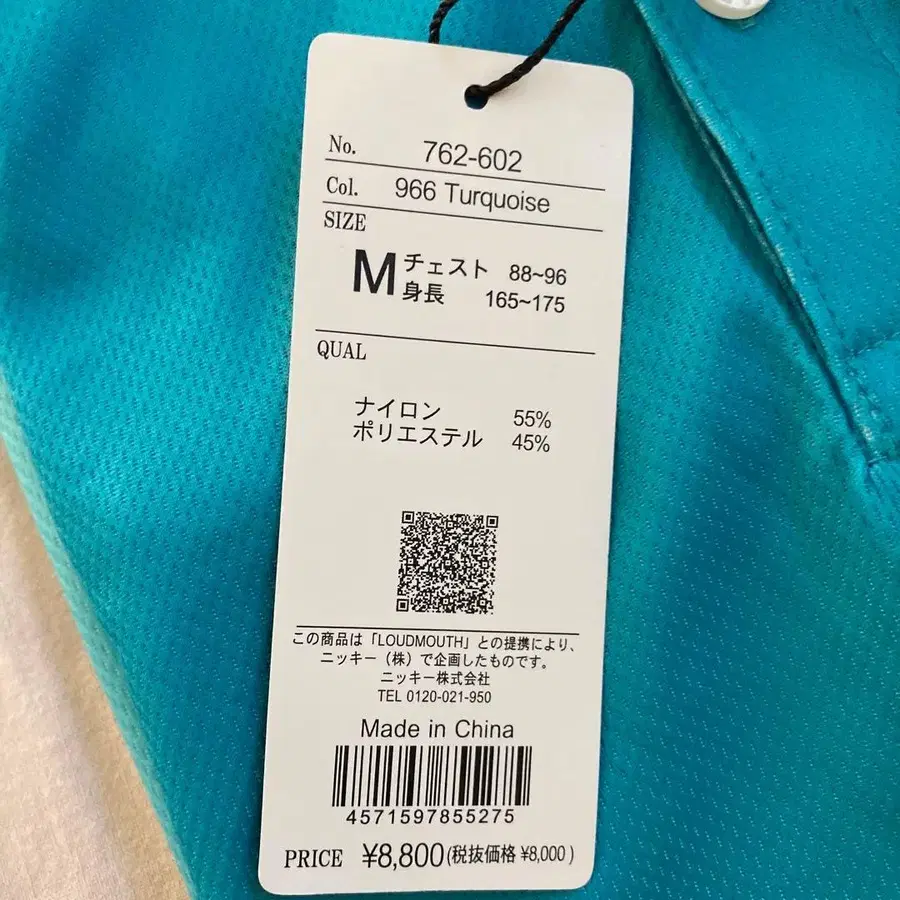 No. 762-602
Col. 966 Turquoise
SIZE
M チェスト 88~96
身長 165~175
QUAL
ナイロン 55%
ポリエステル 45%
この商品は「LOUDMOUTH」との提携により、
ニッキー（株）で企画したものです。
ニッキー株式会社
TEL 0120-021-950
Made in China
4571597855275
PRICE ¥8,800(税抜価格 ¥8,000 )